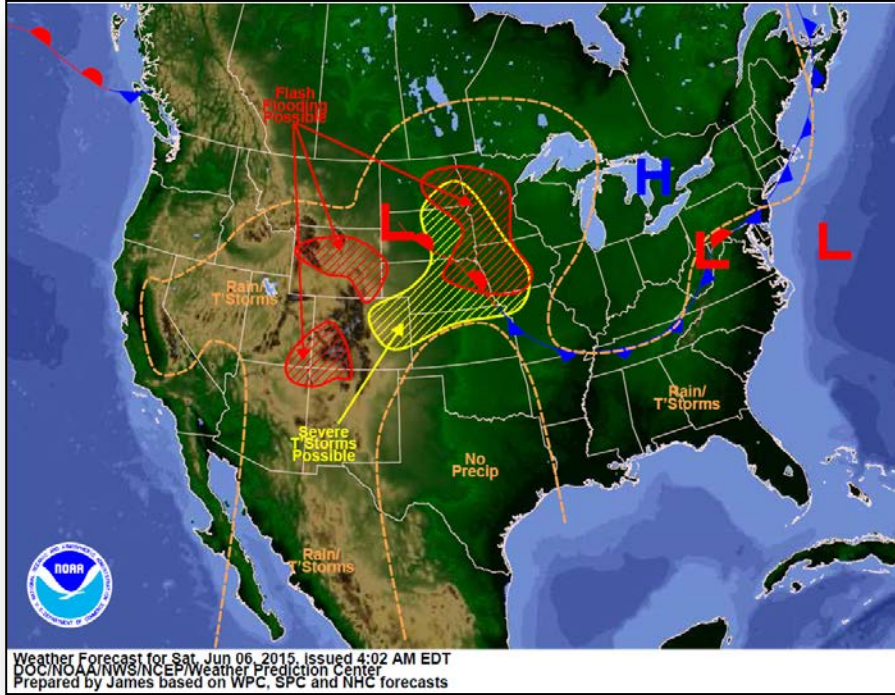 Flash
Flooding
Possible
L
H
L
L
Rain/
T'Storms
Rain/
T'Storms
Severe
T'Storms
Possible
No
Precip
Rain/
T'Storms
NOAA
Weather Forecast for Sat, Jun 06, 2015, issued 4:02 AM EDT
DOC/NOAA/NWS/NCEP/Weather Prediction Center
Prepared by James based on WPC, SPC and NHC forecasts